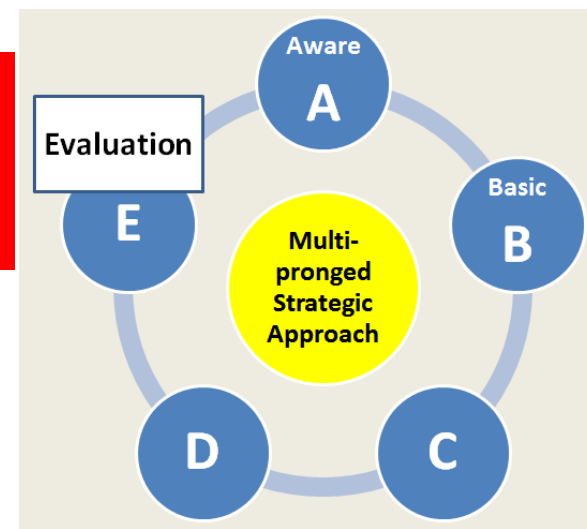 Aware
A
Evaluation
E
Basic
B
Multi-
pronged
Strategic
Approach
D
C